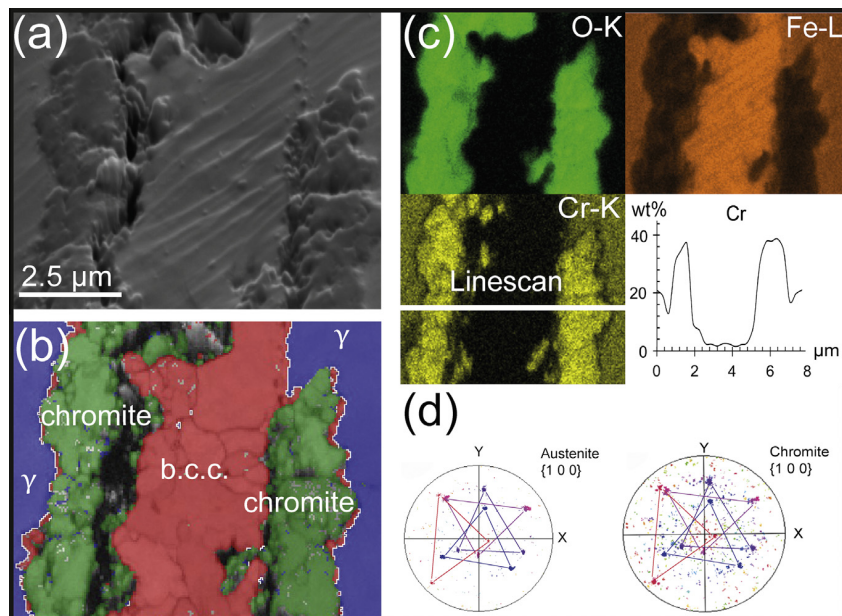 (a)
2.5 µm
(b)
γ
chromite
b.c.c.
γ
chromite
(c)
O-K
Fe-L
Cr-K
Linescan
wt%
Cr
40
20
0
0 2 4 6 8
µm
(d)
Y
Austenite
{1 0 0}
X
Y
Chromite
{1 0 0}
X